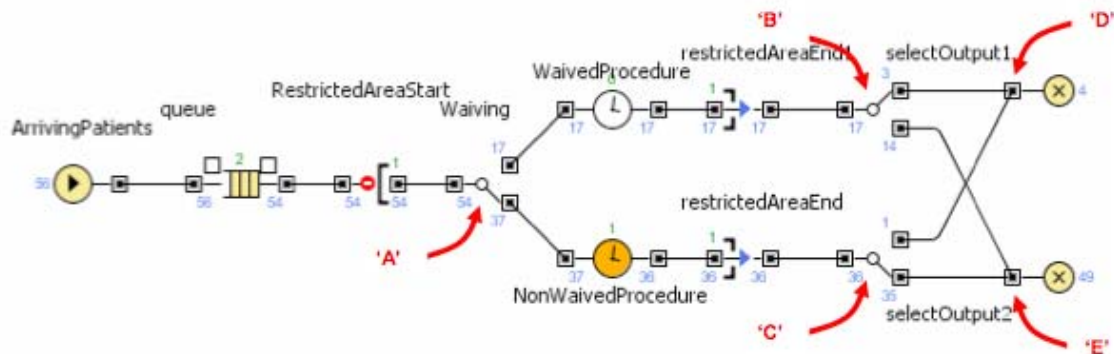 'B'
'D'
restrictedAreaEnd1
selectOutput1
WaivedProcedure
0
1
3
4
RestrictedAreaStart
Waiving
17
17
17
17
17
queue
ArrivingPatients
17
14
2
1
56
56
54
54
54
54
37
restrictedAreaEnd
1
'A'
1
1
37
36
36
36
36
35
49
NonWaivedProcedure
selectOutput2
'C'
'E'